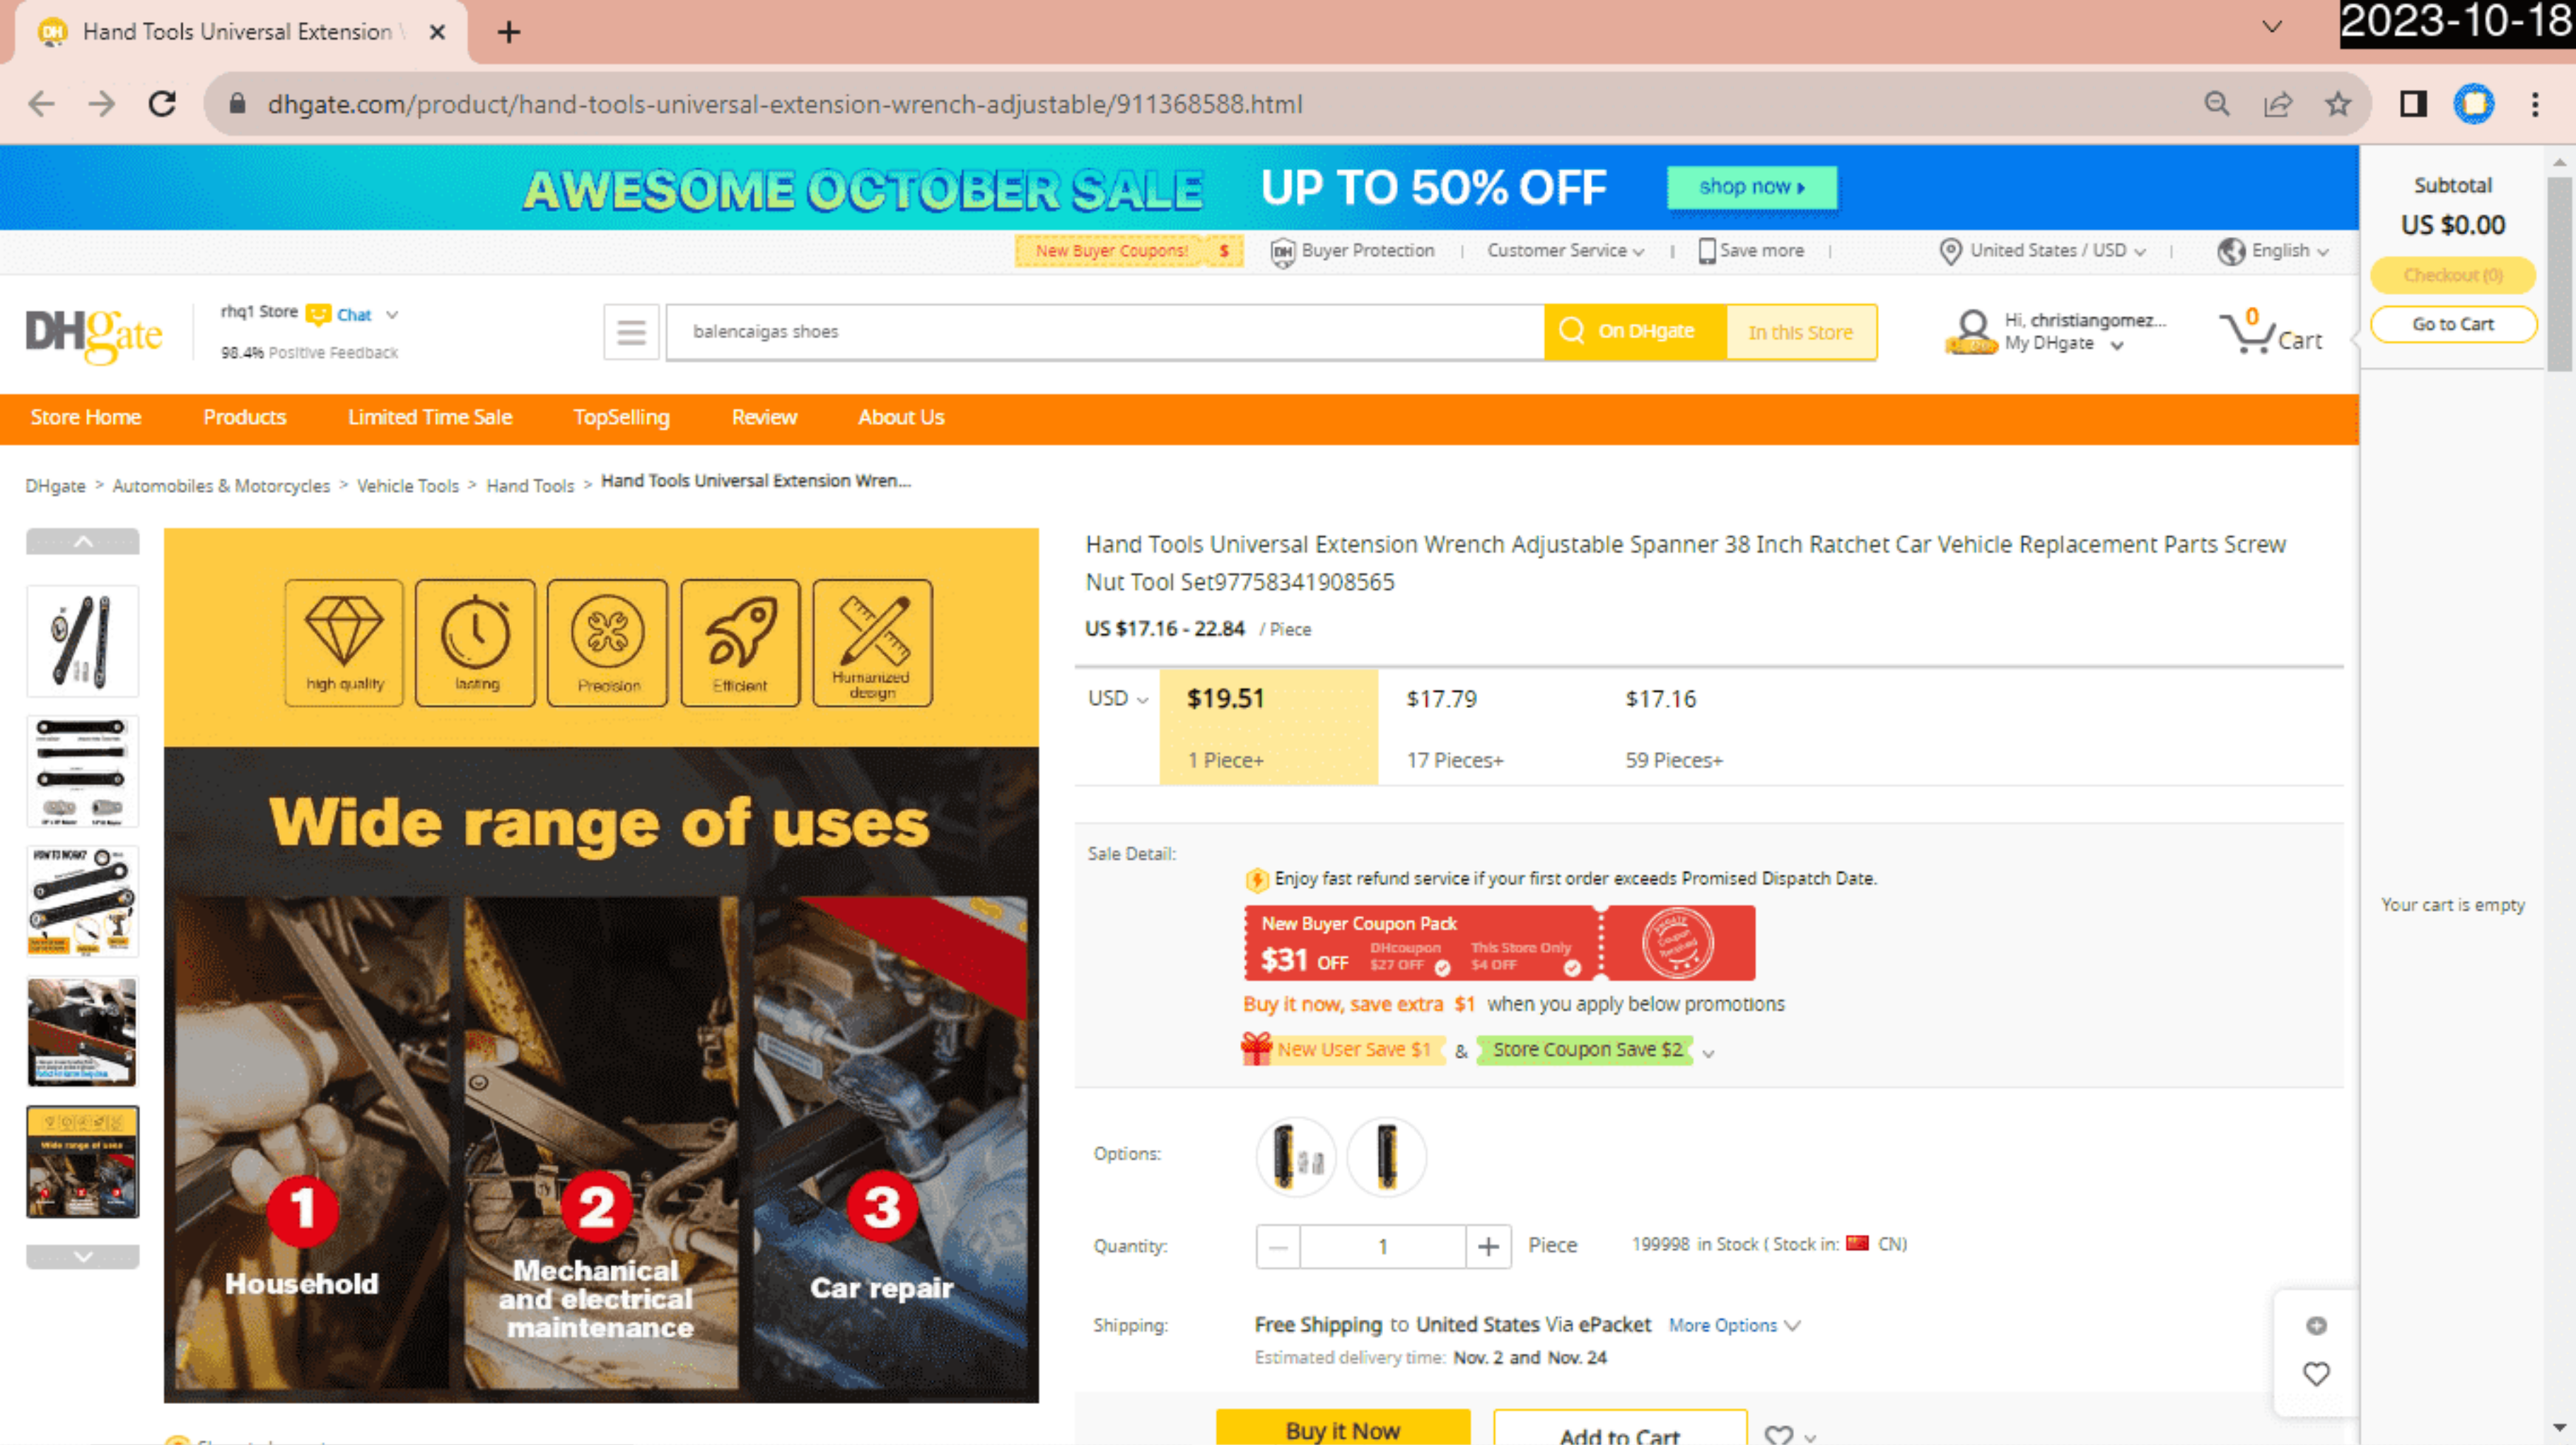 Hand Tools Universal Extension
2023-10-18
dhgate.com/product/hand-tools-universal-extension-wrench-adjustable/911368588.html
AWESOME OCTOBER SALE UP TO 50% OFF shop now
New Buyer Coupons! $ Buyer Protection | Customer Service | Save more | United States / USD | English
DHgate
rhq1 Store Chat
98.4% Positive Feedback
balencaigas shoes
On DHgate
In this Store
Hi, christiangomez...
My DHgate
0
Cart
Subtotal
US $0.00
Checkout (0)
Go to Cart
Your cart is empty
Store Home Products Limited Time Sale TopSelling Review About Us
DHgate > Automobiles & Motorcycles > Vehicle Tools > Hand Tools > Hand Tools Universal Extension Wren...
HOW TO WORK?
high quality
lasting
Precision
Efficient
Humanized
design
Wide range of uses
1
Household
2
Mechanical
and electrical
maintenance
3
Car repair
Hand Tools Universal Extension Wrench Adjustable Spanner 38 Inch Ratchet Car Vehicle Replacement Parts Screw
Nut Tool Set97758341908565
US $17.16 - 22.84 / Piece
USD $19.51 $17.79 $17.16
1 Piece+ 17 Pieces+ 59 Pieces+
Sale Detail:
Enjoy fast refund service if your first order exceeds Promised Dispatch Date.
New Buyer Coupon Pack
$31 OFF
DHcoupon
$27 OFF
This Store Only
$4 OFF
Coupon
Received
Buy it now, save extra $1 when you apply below promotions
New User Save $1 & Store Coupon Save $2
Options:
Quantity: 1 Piece 199998 in Stock ( Stock in: CN)
Shipping: Free Shipping to United States Via ePacket More Options
Estimated delivery time: Nov. 2 and Nov. 24
Buy it Now
Add to Cart